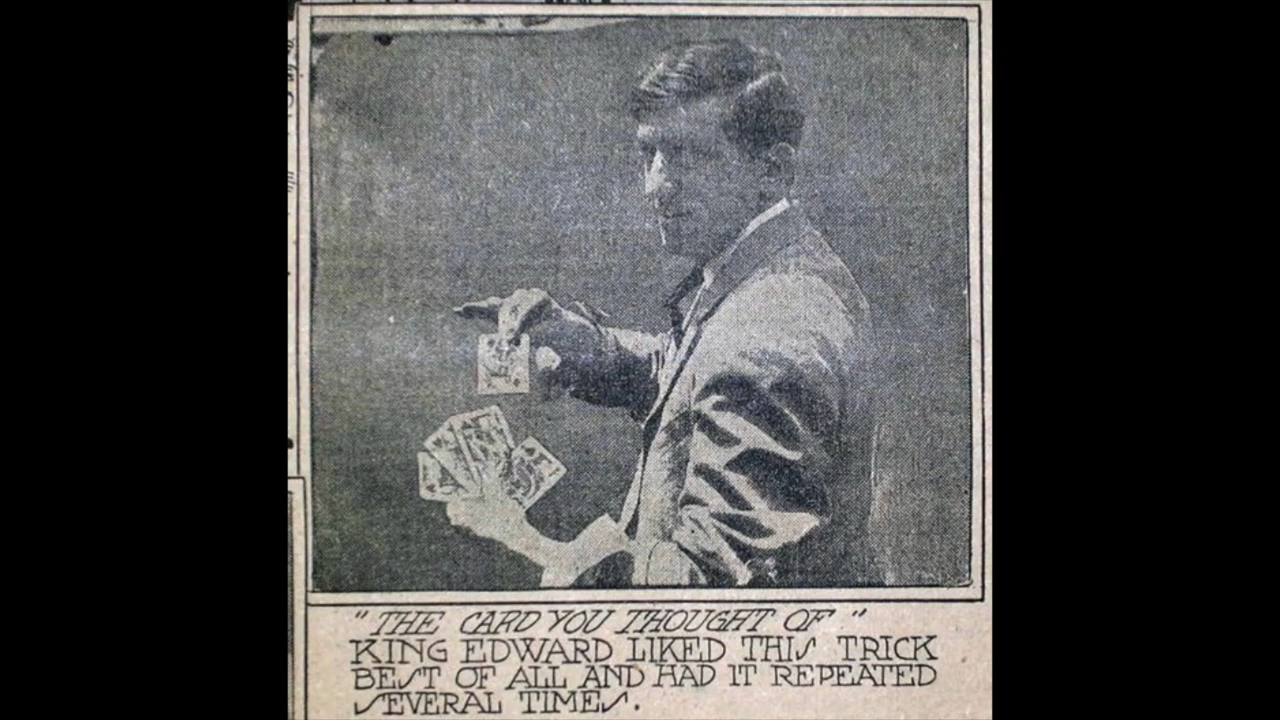 "THE CARD YOU THOUGHT OF"
KING EDWARD LIKED THIS TRICK
BEST OF ALL AND HAD IT REPEATED
SEVERAL TIMES.